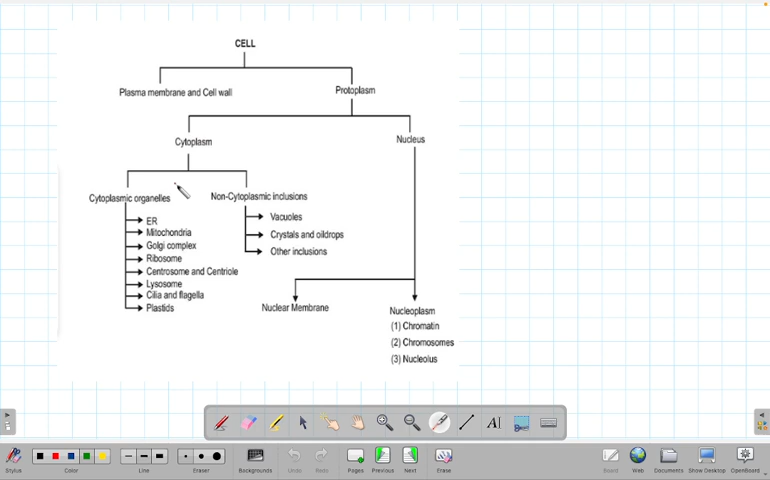 CELL
Plasma membrane and Cell wall
Protoplasm
Cytoplasm
Nucleus
Cytoplasmic organelles
Non-Cytoplasmic inclusions
ER
Mitochondria
Golgi complex
Ribosome
Centrosome and Centriole
Lysosome
Cilia and flagella
Plastids
Vacuoles
Crystals and oildrops
Other inclusions
Nuclear Membrane
Nucleoplasm
(1) Chromatin
(2) Chromosomes
(3) Nucleolus
AI
Stylus
Color
Line
Eraser
Backgrounds
Undo
Redo
Pages
Previous
Next
Erase
Board
Web
Documents
Show Desktop
OpenBoard